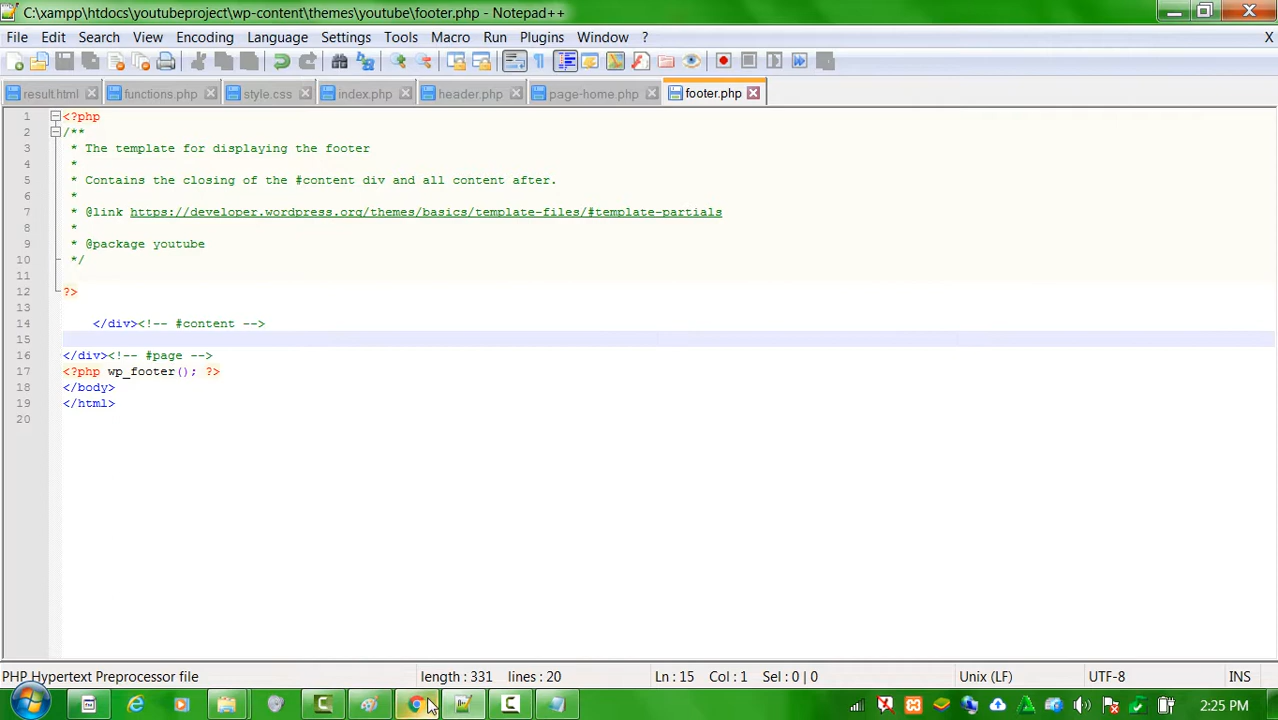 C:\xampp\htdocs\youtubeproject\wp-content\themes\youtube\footer.php - Notepad++
File Edit Search View Encoding Language Settings Tools Macro Run Plugins Window ? X
result.html functions.php style.css index.php header.php page-home.php footer.php
1 <?php
2 /**
3 * The template for displaying the footer
4 *
5 * Contains the closing of the #content div and all content after.
6 *
7 * @link https://developer.wordpress.org/themes/basics/template-files/#template-partials
8 *
9 * @package youtube
10 */
11
12 ?>
13
14 </div><!-- #content -->
15
16 </div><!-- #page -->
17 <?php wp_footer(); ?>
18 </body>
19 </html>
20
PHP Hypertext Preprocessor file length : 331 lines : 20 Ln : 15 Col : 1 Sel : 0 | 0 Unix (LF) UTF-8 INS
2:25 PM